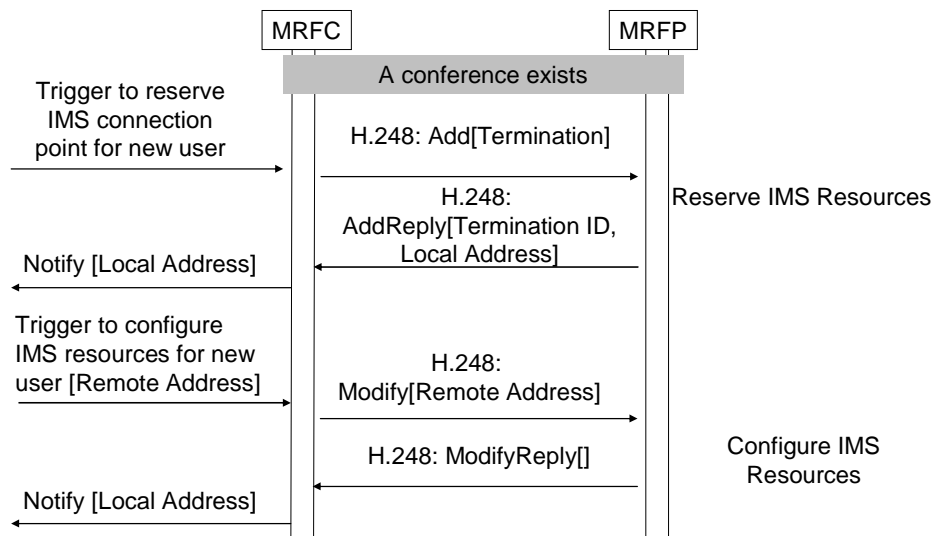 MRFC
MRFP
A conference exists
Trigger to reserve
IMS connection
point for new user
H.248: Add[Termination]
H.248:
AddReply[Termination ID,
Local Address]
Reserve IMS Resources
Notify [Local Address]
Trigger to configure
IMS resources for new
user [Remote Address]
H.248:
Modify[Remote Address]
H.248: ModifyReply[]
Configure IMS
Resources
Notify [Local Address]